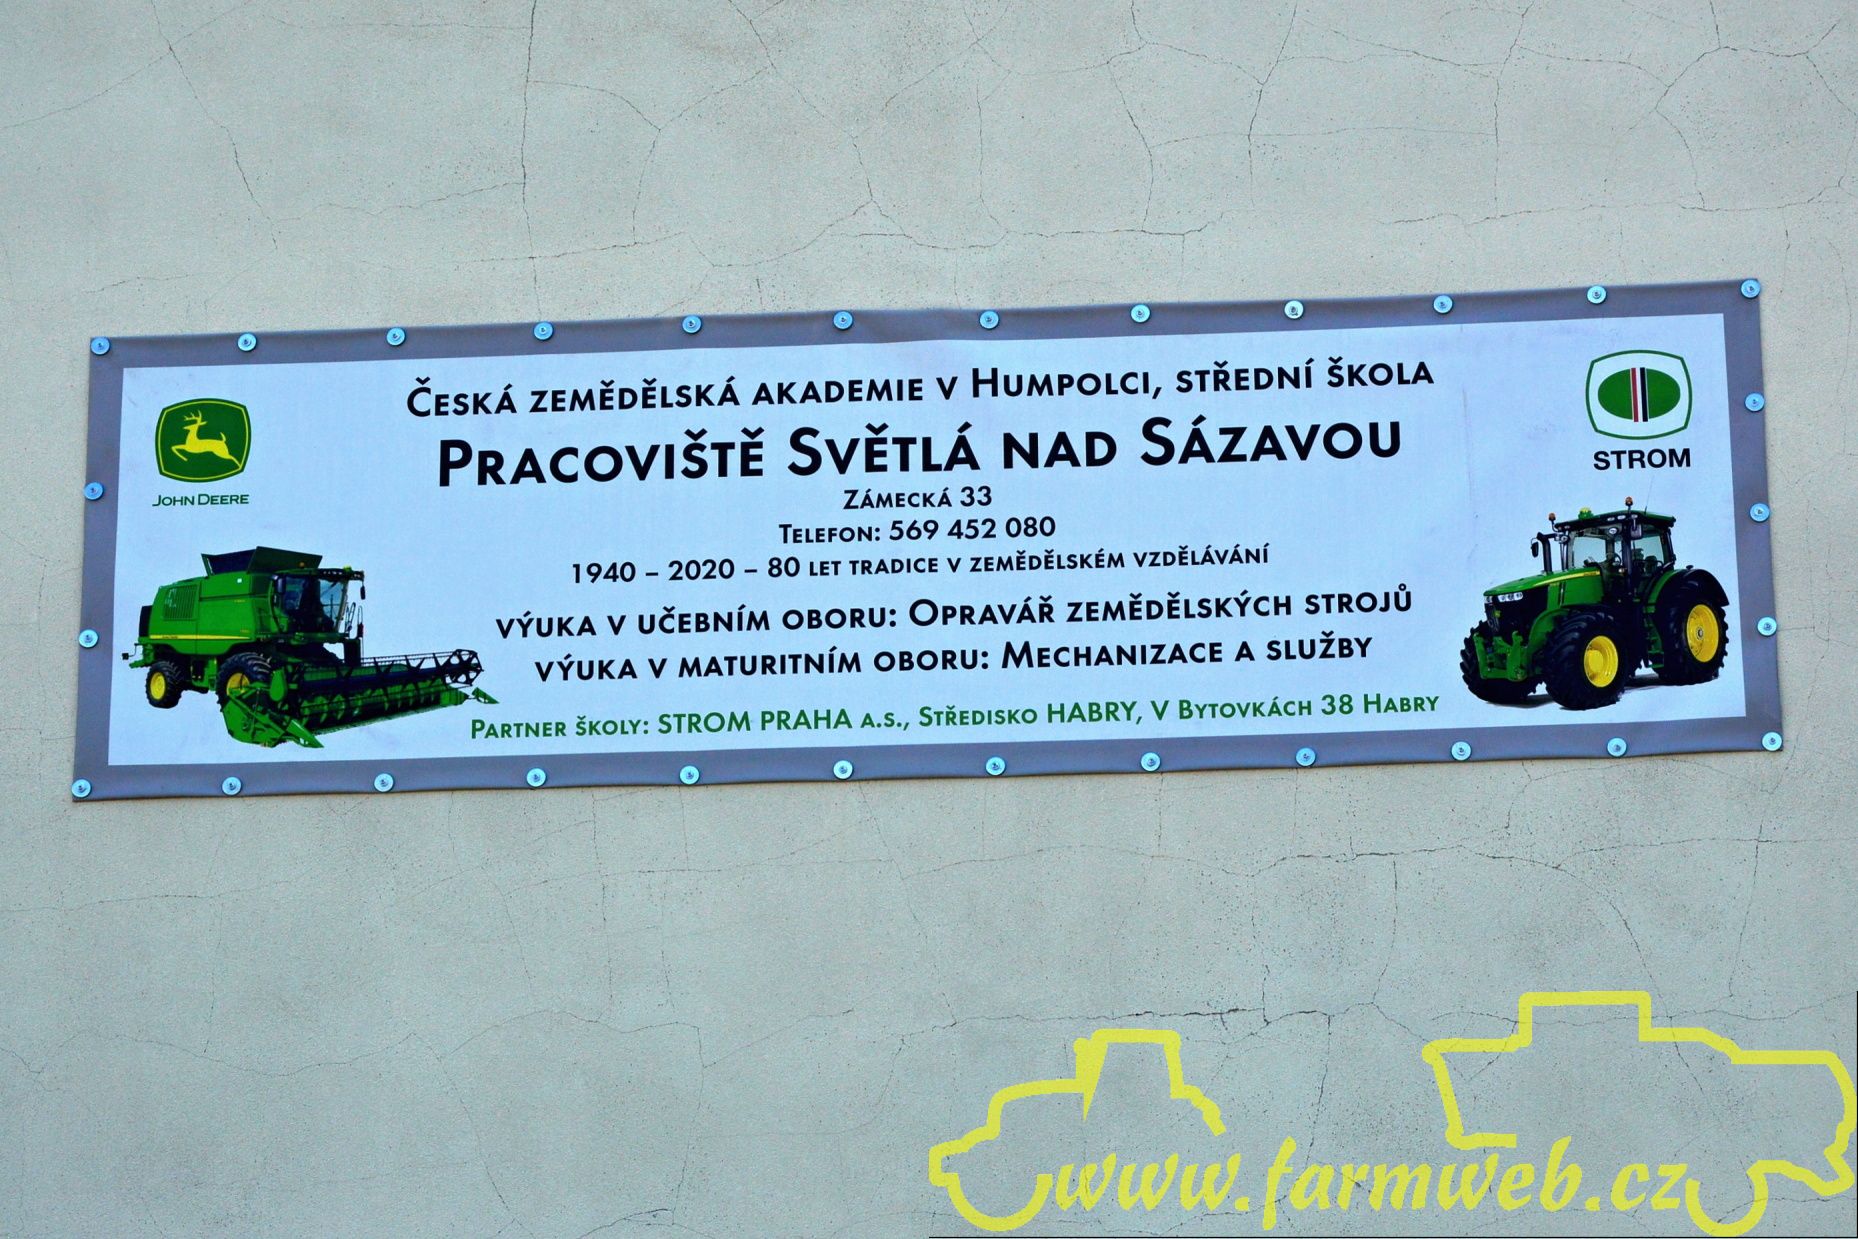 Česká zemědělská akademie v Humpolci, střední škola
Pracoviště Světlá nad Sázavou
Zámecká 33
Telefon: 569 452 080
1940 – 2020 – 80 let tradice v zemědělském vzdělávání
výuka v učebním oboru: Opravář zemědělských strojů
výuka v maturitním oboru: Mechanizace a služby
Partner školy: STROM PRAHA a.s., Středisko HABRY, V Bytovkách 38 Habry
John Deere
STROM
www.farmweb.cz